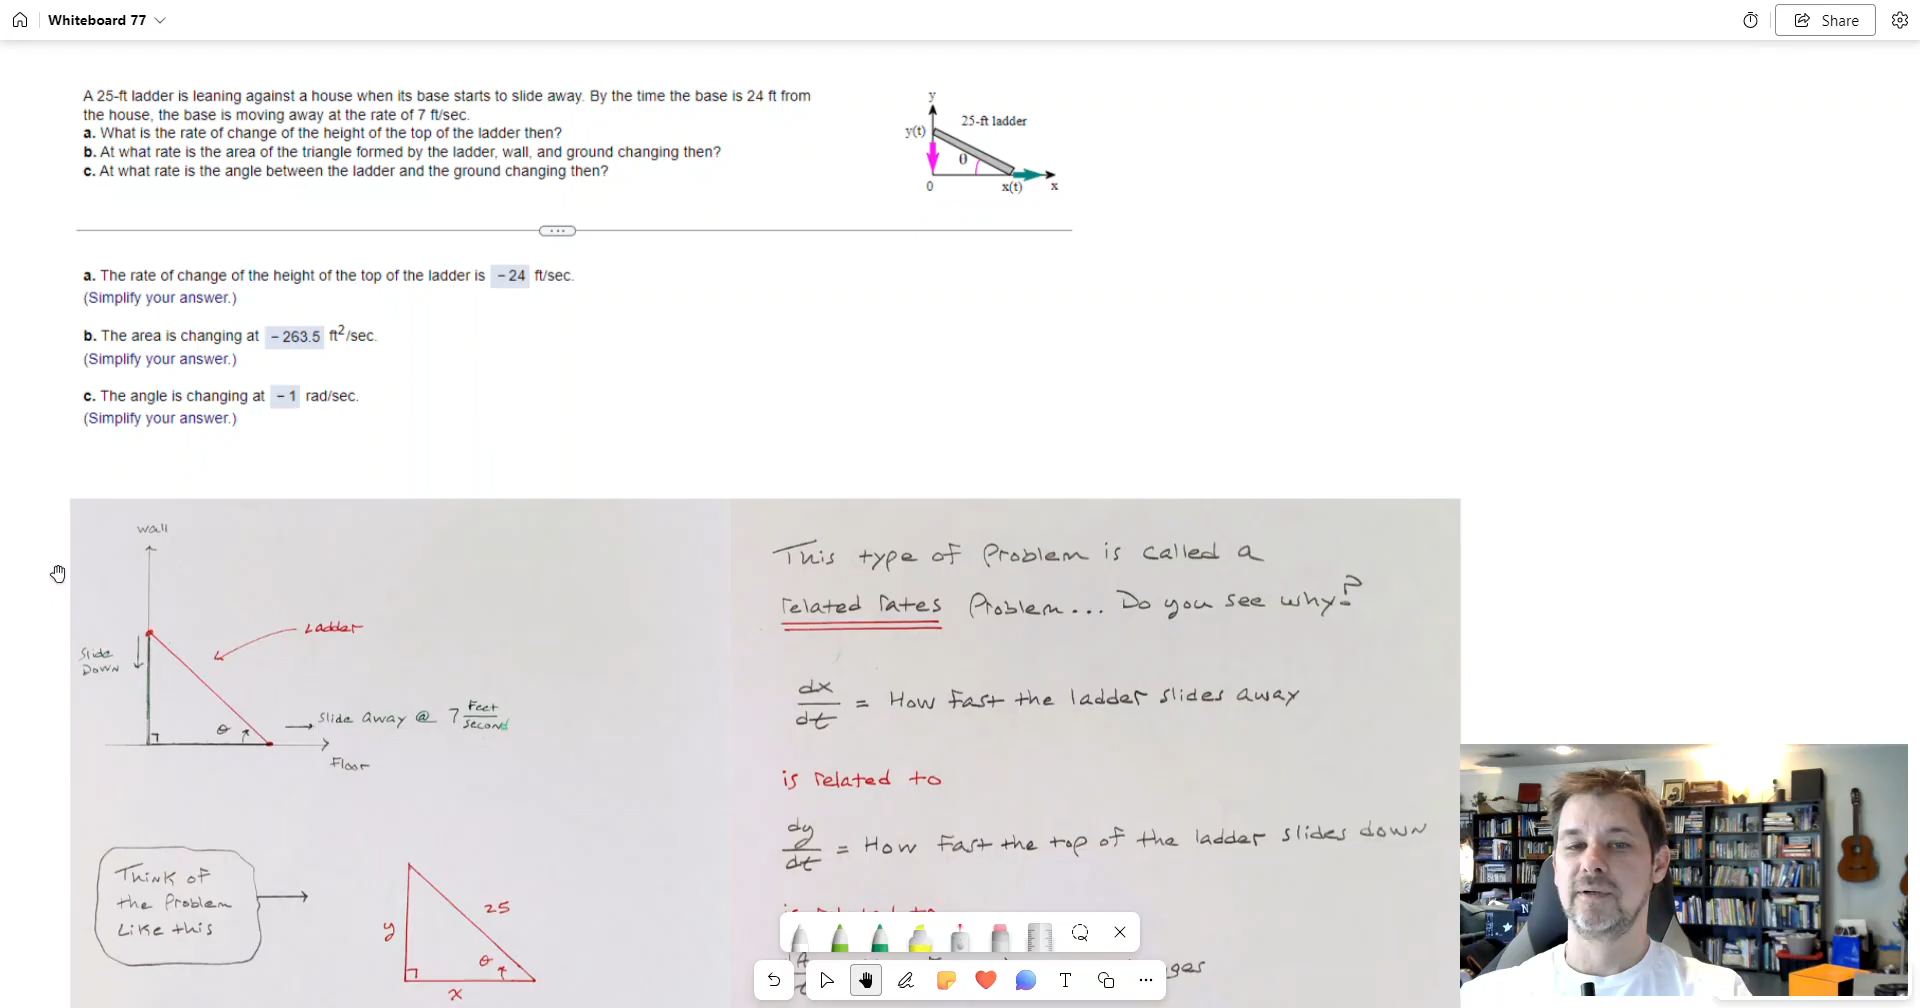 Whiteboard 77
Share
A 25-ft ladder is leaning against a house when its base starts to slide away. By the time the base is 24 ft from
the house, the base is moving away at the rate of 7 ft/sec.
a. What is the rate of change of the height of the top of the ladder then?
b. At what rate is the area of the triangle formed by the ladder, wall, and ground changing then?
c. At what rate is the angle between the ladder and the ground changing then?
y
y(t)
25-ft ladder
θ
0
x(t)
x
a. The rate of change of the height of the top of the ladder is −24 ft/sec.
(Simplify your answer.)
b. The area is changing at −263.5 ft²/sec.
(Simplify your answer.)
c. The angle is changing at −1 rad/sec.
(Simplify your answer.)
wall
Ladder
Slide
Down
θ
Slide away @ 7 Feet/Second
Floor
Think of
the Problem
Like this
y
25
θ
x
This type of Problem is called a
related rates Problem... Do you see why?
dx/dt = How fast the ladder slides away
is related to
dy/dt = How fast the top of the ladder slides down
is related to
T